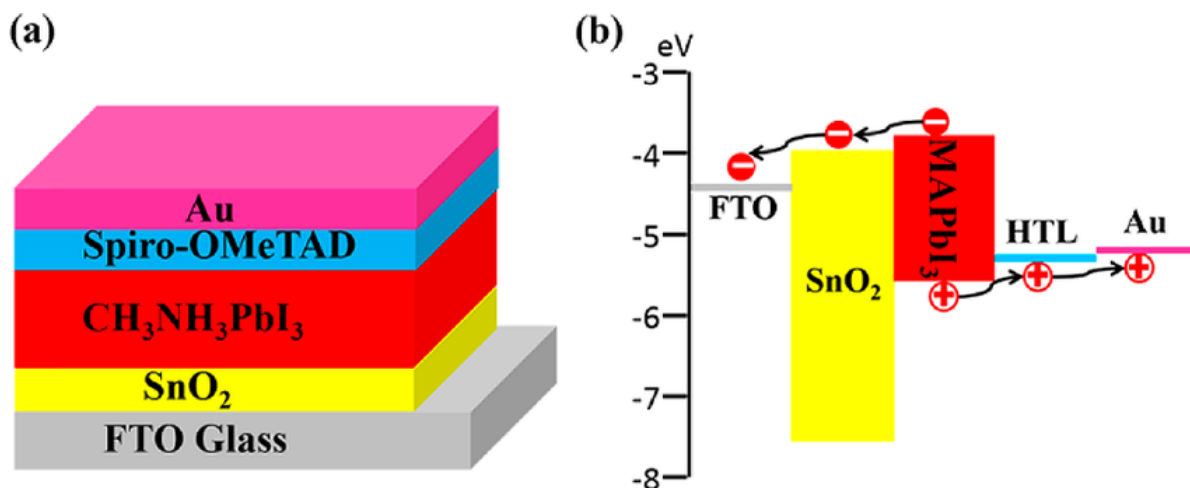 (a)
Au
Spiro-OMeTAD
CH₃NH₃PbI₃
SnO₂
FTO Glass
(b)
eV
-3
-4
-5
-6
-7
-8
FTO
SnO₂
MAPbI₃
HTL
Au